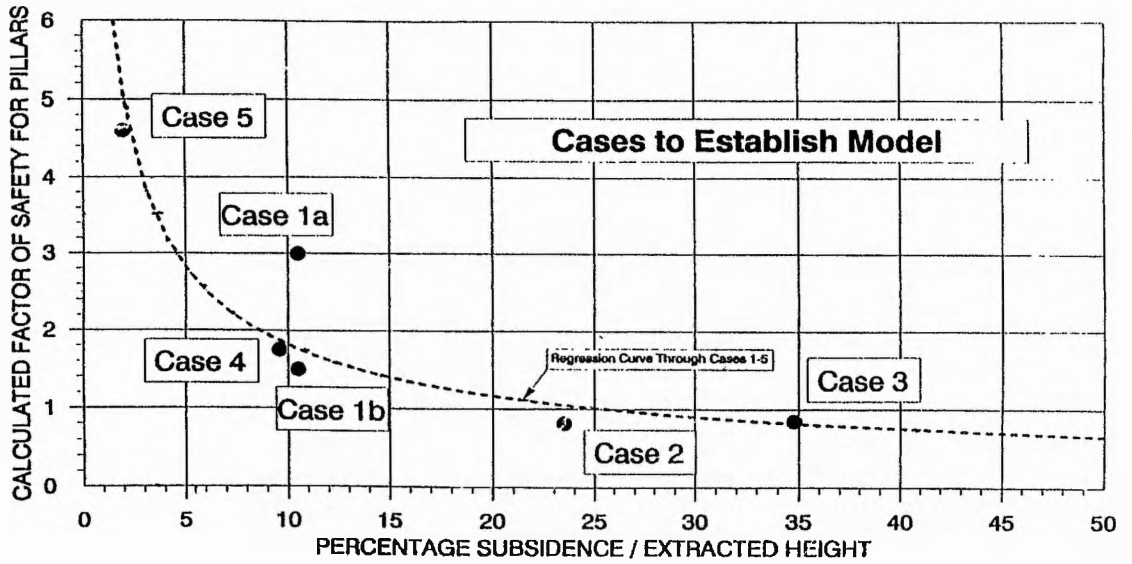 CALCULATED FACTOR OF SAFETY FOR PILLARS
6
5
4
3
2
1
0
Case 5
Cases to Establish Model
Case 1a
Case 4
Case 1b
Regression Curve Through Cases 1-5
Case 3
Case 2
0 5 10 15 20 25 30 35 40 45 50
PERCENTAGE SUBSIDENCE / EXTRACTED HEIGHT